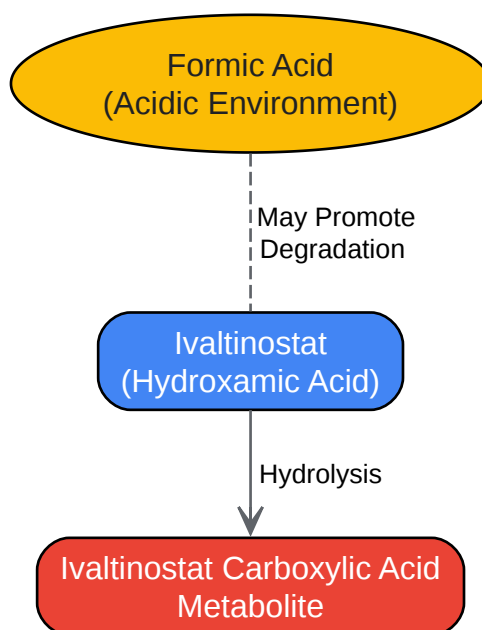 Formic Acid
(Acidic Environment)
May Promote
Degradation
Ivaltinostat
(Hydroxamic Acid)
Hydrolysis
Ivaltinostat Carboxylic Acid
Metabolite